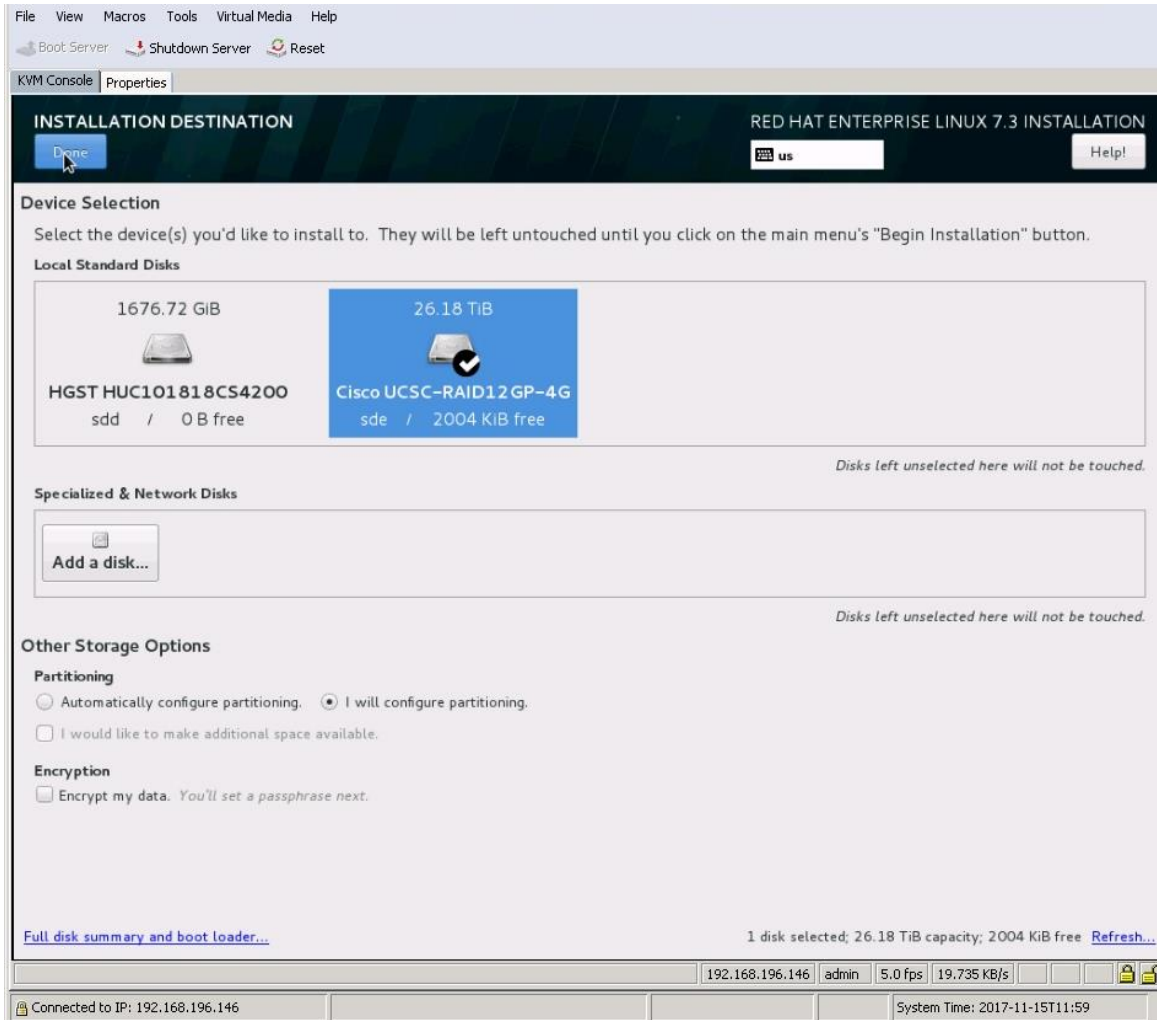 File View Macros Tools Virtual Media Help
Boot Server Shutdown Server Reset
KVM Console Properties
INSTALLATION DESTINATION
RED HAT ENTERPRISE LINUX 7.3 INSTALLATION
Done
us
Help!
Device Selection
Select the device(s) you'd like to install to. They will be left untouched until you click on the main menu's "Begin Installation" button.
Local Standard Disks
1676.72 GiB
HGST HUC101818CS4200
sdd / 0 B free
26.18 TiB
Cisco UCSC-RAID12GP-4G
sde / 2004 KiB free
Disks left unselected here will not be touched.
Specialized & Network Disks
Add a disk...
Disks left unselected here will not be touched.
Other Storage Options
Partitioning
Automatically configure partitioning. I will configure partitioning.
I would like to make additional space available.
Encryption
Encrypt my data. You'll set a passphrase next.
Full disk summary and boot loader...
1 disk selected; 26.18 TiB capacity; 2004 KiB free Refresh...
192.168.196.146 admin 5.0 fps 19.735 KB/s
Connected to IP: 192.168.196.146
System Time: 2017-11-15T11:59